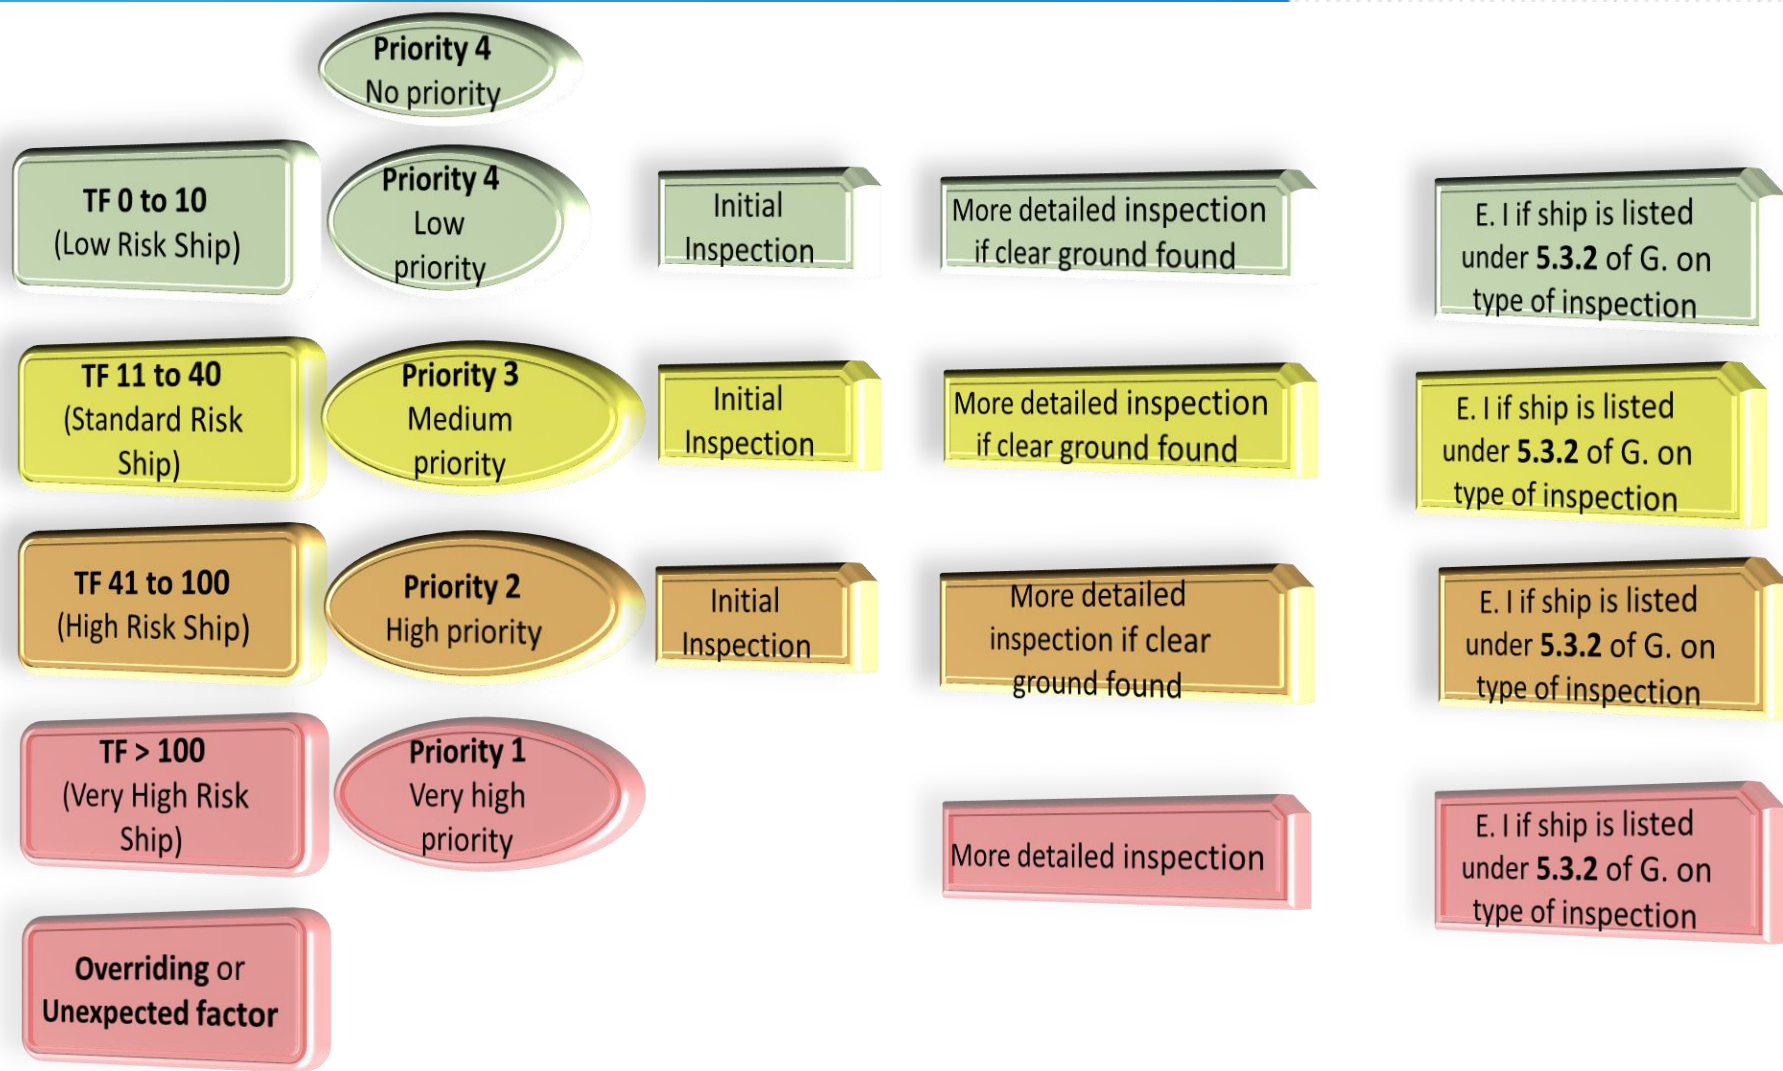 Priority 4
No priority
TF 0 to 10
(Low Risk Ship)
Priority 4
Low
priority
Initial
Inspection
More detailed inspection
if clear ground found
E. I if ship is listed
under 5.3.2 of G. on
type of inspection
TF 11 to 40
(Standard Risk
Ship)
Priority 3
Medium
priority
Initial
Inspection
More detailed inspection
if clear ground found
E. I if ship is listed
under 5.3.2 of G. on
type of inspection
TF 41 to 100
(High Risk Ship)
Priority 2
High priority
Initial
Inspection
More detailed
inspection if clear
ground found
E. I if ship is listed
under 5.3.2 of G. on
type of inspection
TF > 100
(Very High Risk
Ship)
Priority 1
Very high
priority
More detailed inspection
E. I if ship is listed
under 5.3.2 of G. on
type of inspection
Overriding or
Unexpected factor